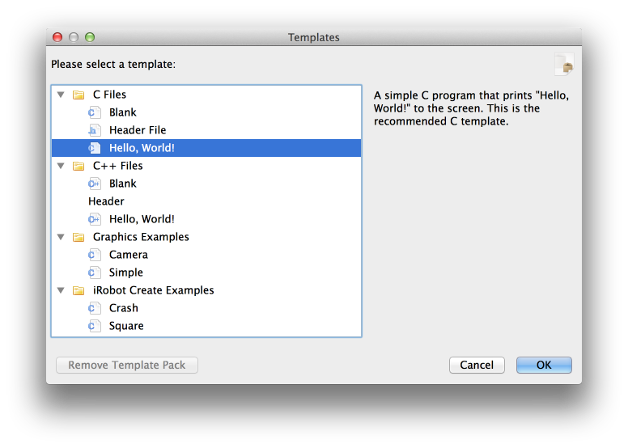 Templates
Please select a template:
C Files
Blank
Header File
Hello, World!
C++ Files
Blank
Header
Hello, World!
Graphics Examples
Camera
Simple
iRobot Create Examples
Crash
Square
A simple C program that prints "Hello,
World!" to the screen. This is the
recommended C template.
Remove Template Pack
Cancel
OK